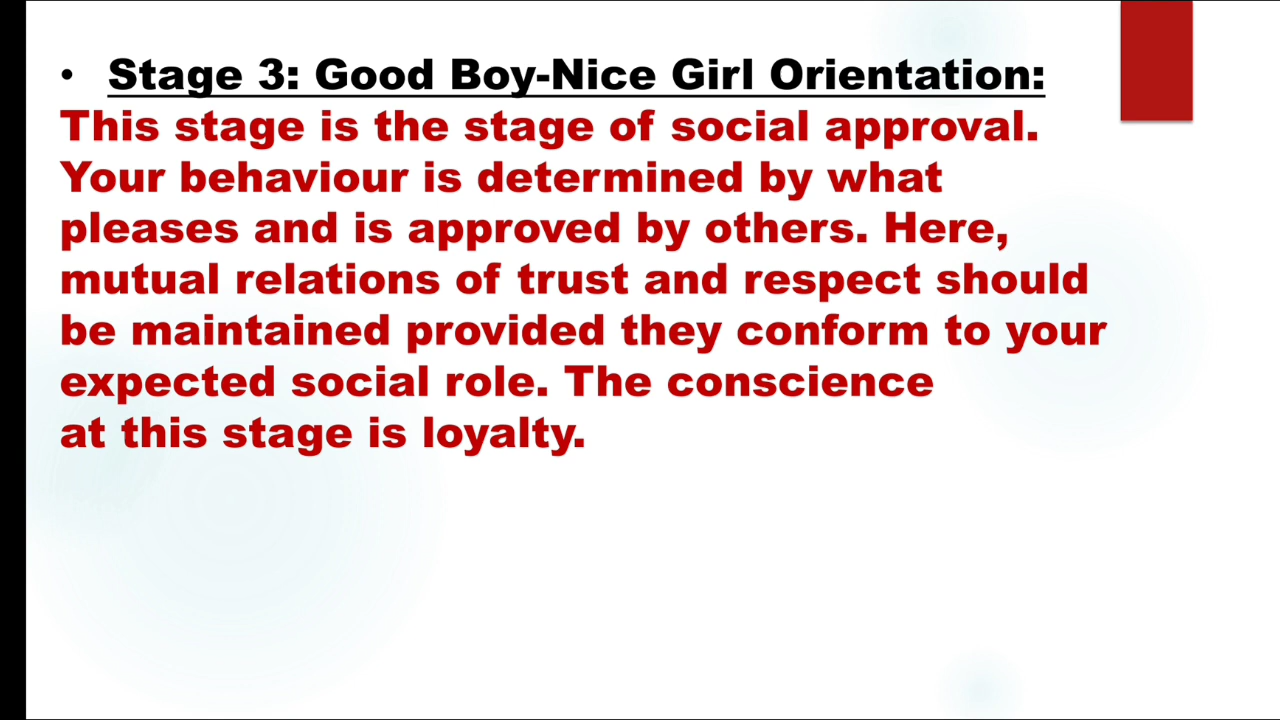 • Stage 3: Good Boy-Nice Girl Orientation:
This stage is the stage of social approval.
Your behaviour is determined by what
pleases and is approved by others. Here,
mutual relations of trust and respect should
be maintained provided they conform to your
expected social role. The conscience
at this stage is loyalty.